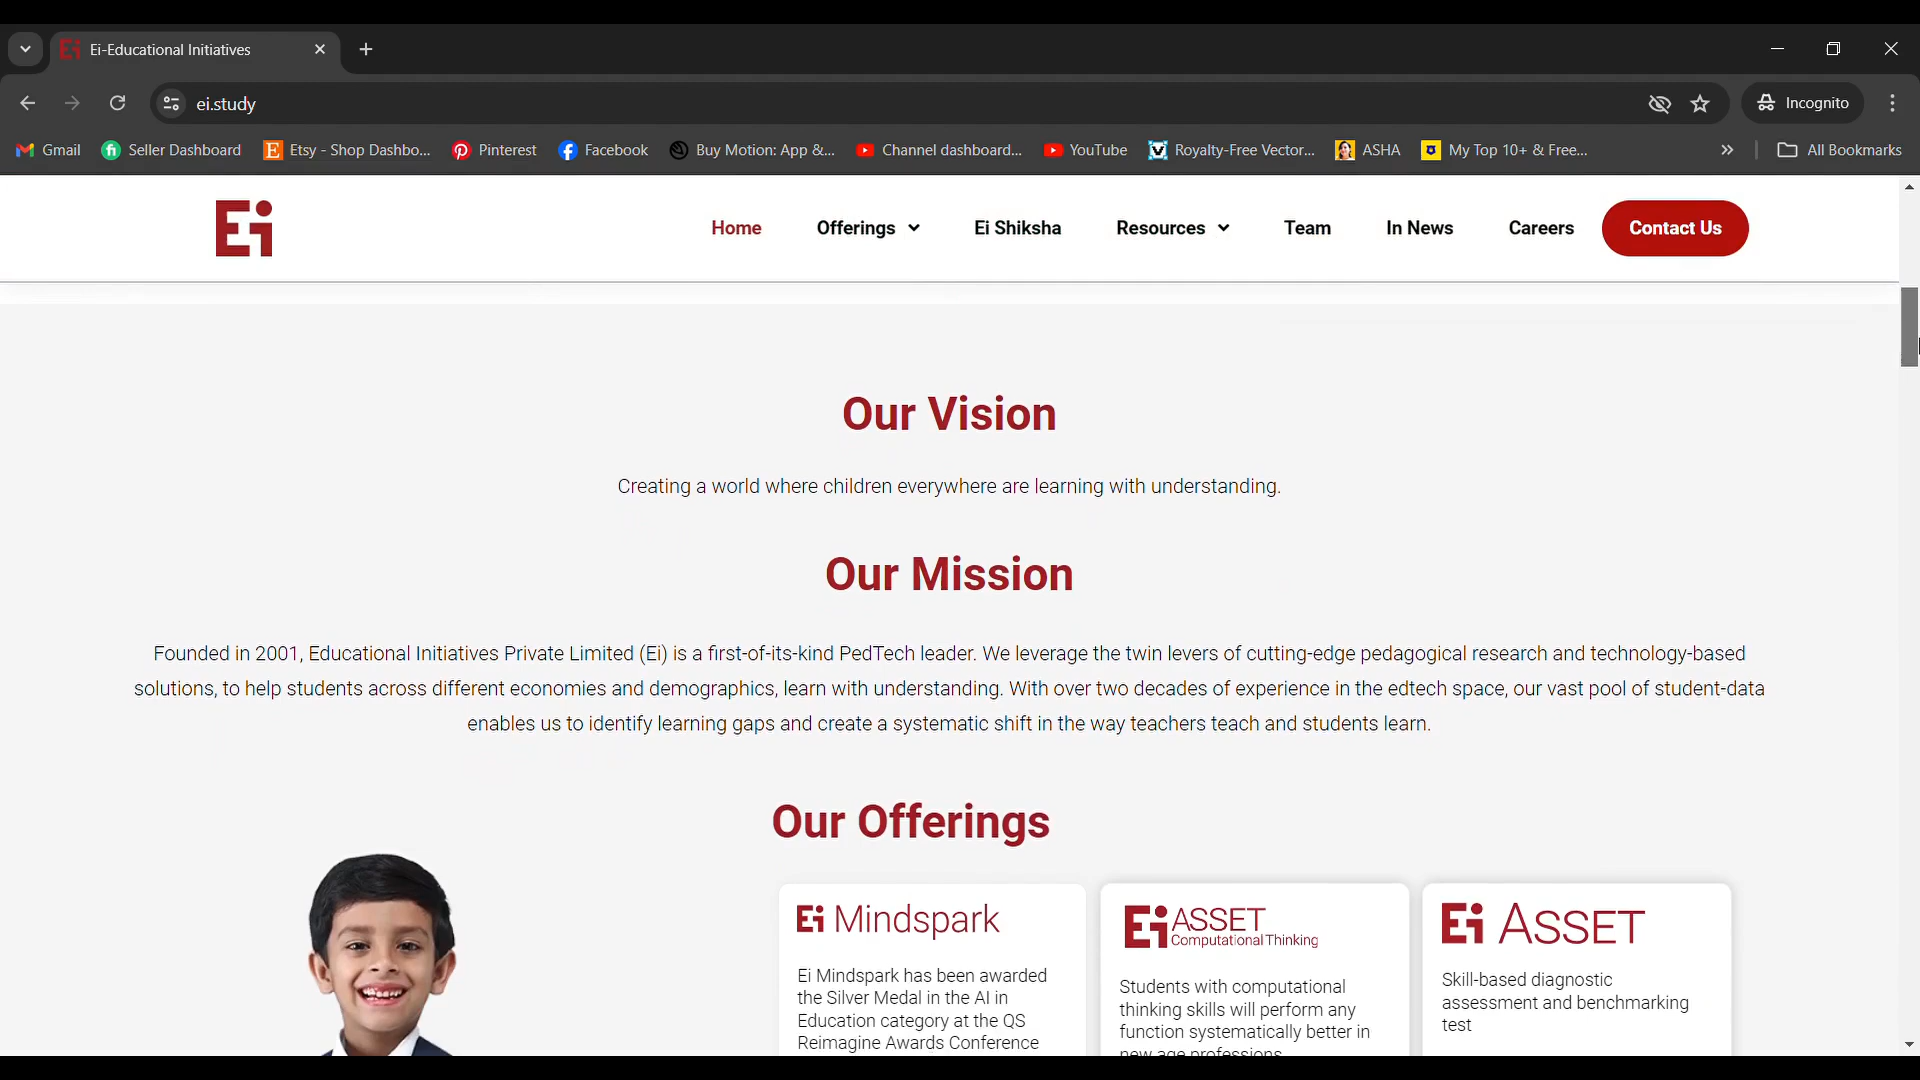 Ei-Educational Initiatives
ei.study
Incognito
Gmail
Seller Dashboard
Etsy - Shop Dashbo...
Pinterest
Facebook
Buy Motion: App &...
Channel dashboard...
YouTube
Royalty-Free Vector...
ASHA
My Top 10+ & Free...
All Bookmarks
Ei
Home
Offerings
Ei Shiksha
Resources
Team
In News
Careers
Contact Us
Our Vision
Creating a world where children everywhere are learning with understanding.
Our Mission
Founded in 2001, Educational Initiatives Private Limited (Ei) is a first-of-its-kind PedTech leader. We leverage the twin levers of cutting-edge pedagogical research and technology-based
solutions, to help students across different economies and demographics, learn with understanding. With over two decades of experience in the edtech space, our vast pool of student-data
enables us to identify learning gaps and create a systematic shift in the way teachers teach and students learn.
Our Offerings
Ei Mindspark
Ei Mindspark has been awarded
the Silver Medal in the AI in
Education category at the QS
Reimagine Awards Conference
Ei ASSET
Computational Thinking
Students with computational
thinking skills will perform any
function systematically better in
new age professions
Ei ASSET
Skill-based diagnostic
assessment and benchmarking
test